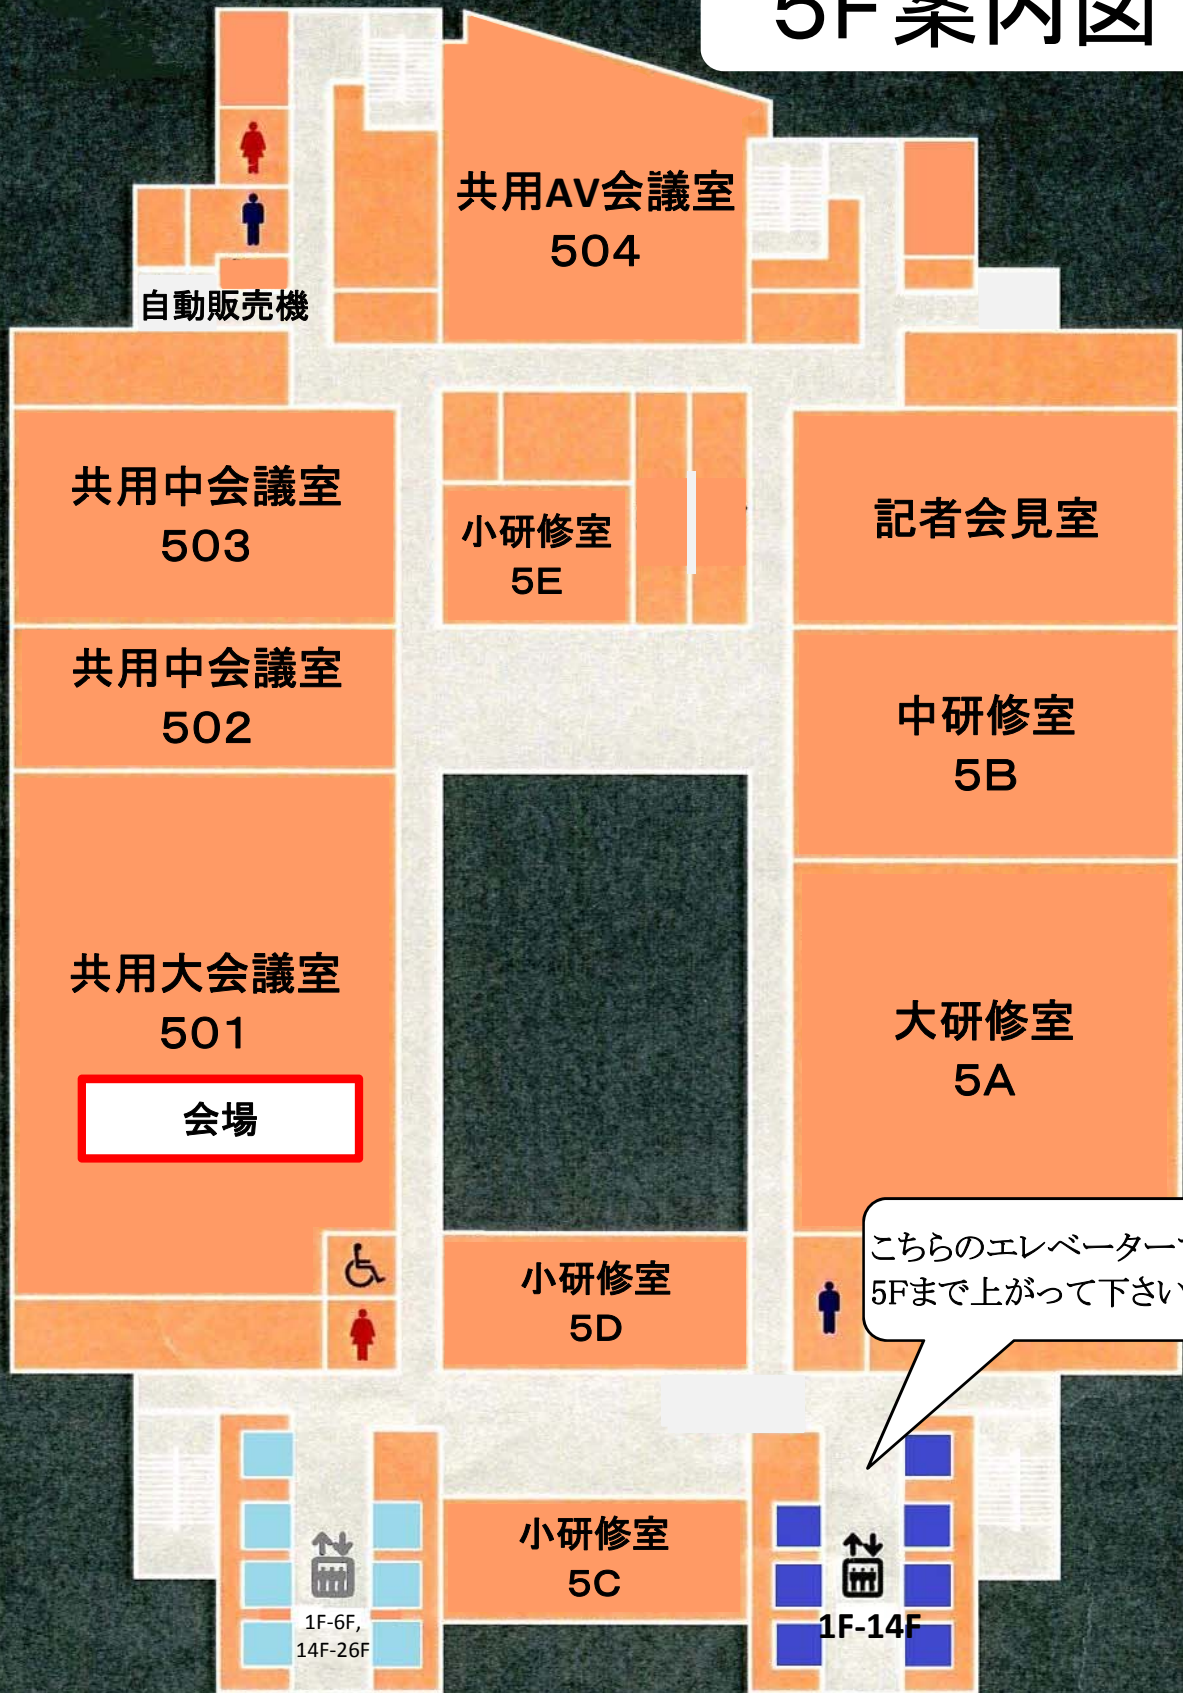 5F案内図
共用AV会議室
504
自動販売機
共用中会議室
503
小研修室
5E
記者会見室
共用中会議室
502
中研修室
5B
共用大会議室
501
会場
大研修室
5A
こちらのエレベーター
5Fまで上がって下さい
小研修室
5D
小研修室
5C
1F-6F,
14F-26F
1F-14F